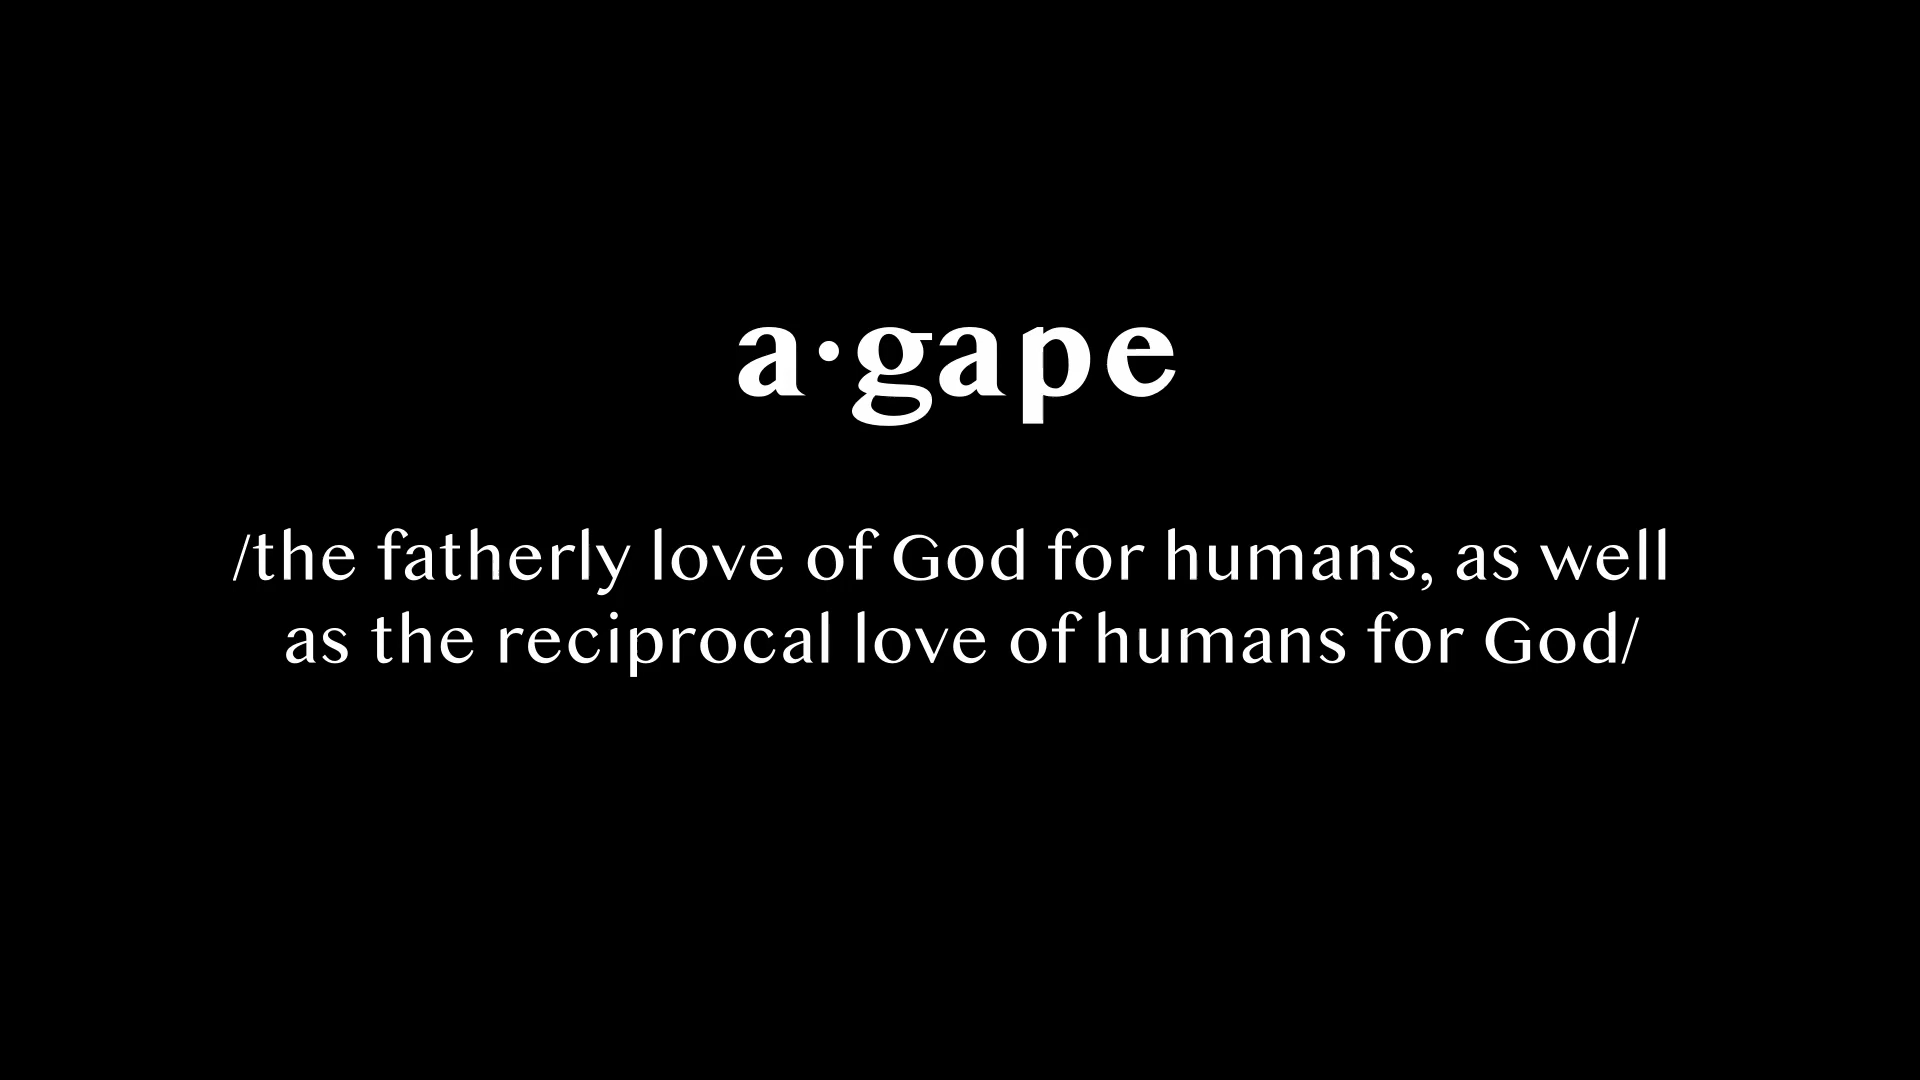 a·gape
/the fatherly love of God for humans, as well
as the reciprocal love of humans for God/